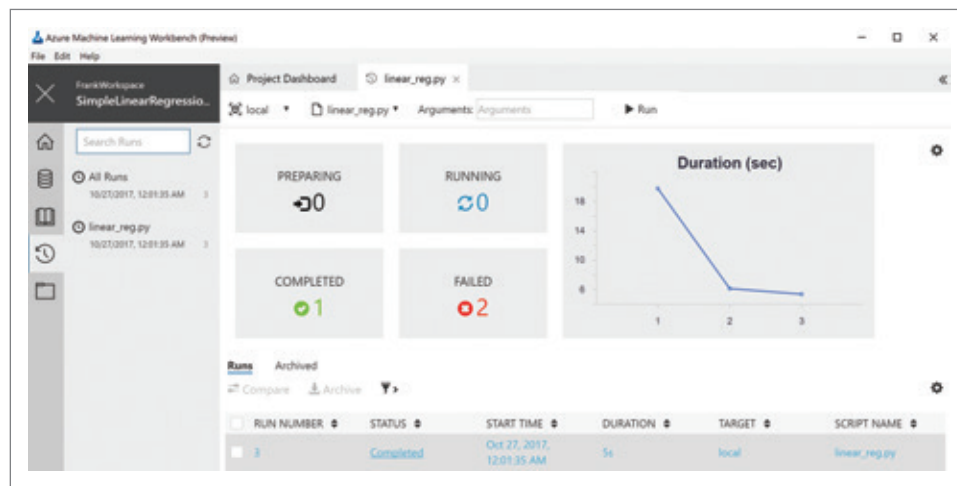 Azure Machine Learning Workbench (Preview)
File Edit Help
FrankWorkspace
SimpleLinearRegressio..
Project Dashboard
linear_reg.py
local
linear_reg.py
Arguments: Arguments
Run
Search Runs
All Runs
10/27/2017, 12:01:35 AM 3
linear_reg.py
10/27/2017, 12:01:35 AM 3
PREPARING
0
RUNNING
0
COMPLETED
1
FAILED
2
Duration (sec)
18
14
10
6
1 2 3
Runs Archived
Compare Archive
RUN NUMBER STATUS START TIME DURATION TARGET SCRIPT NAME
3 Completed Oct 27, 2017, 12:01:35 AM 5s local linear_reg.py